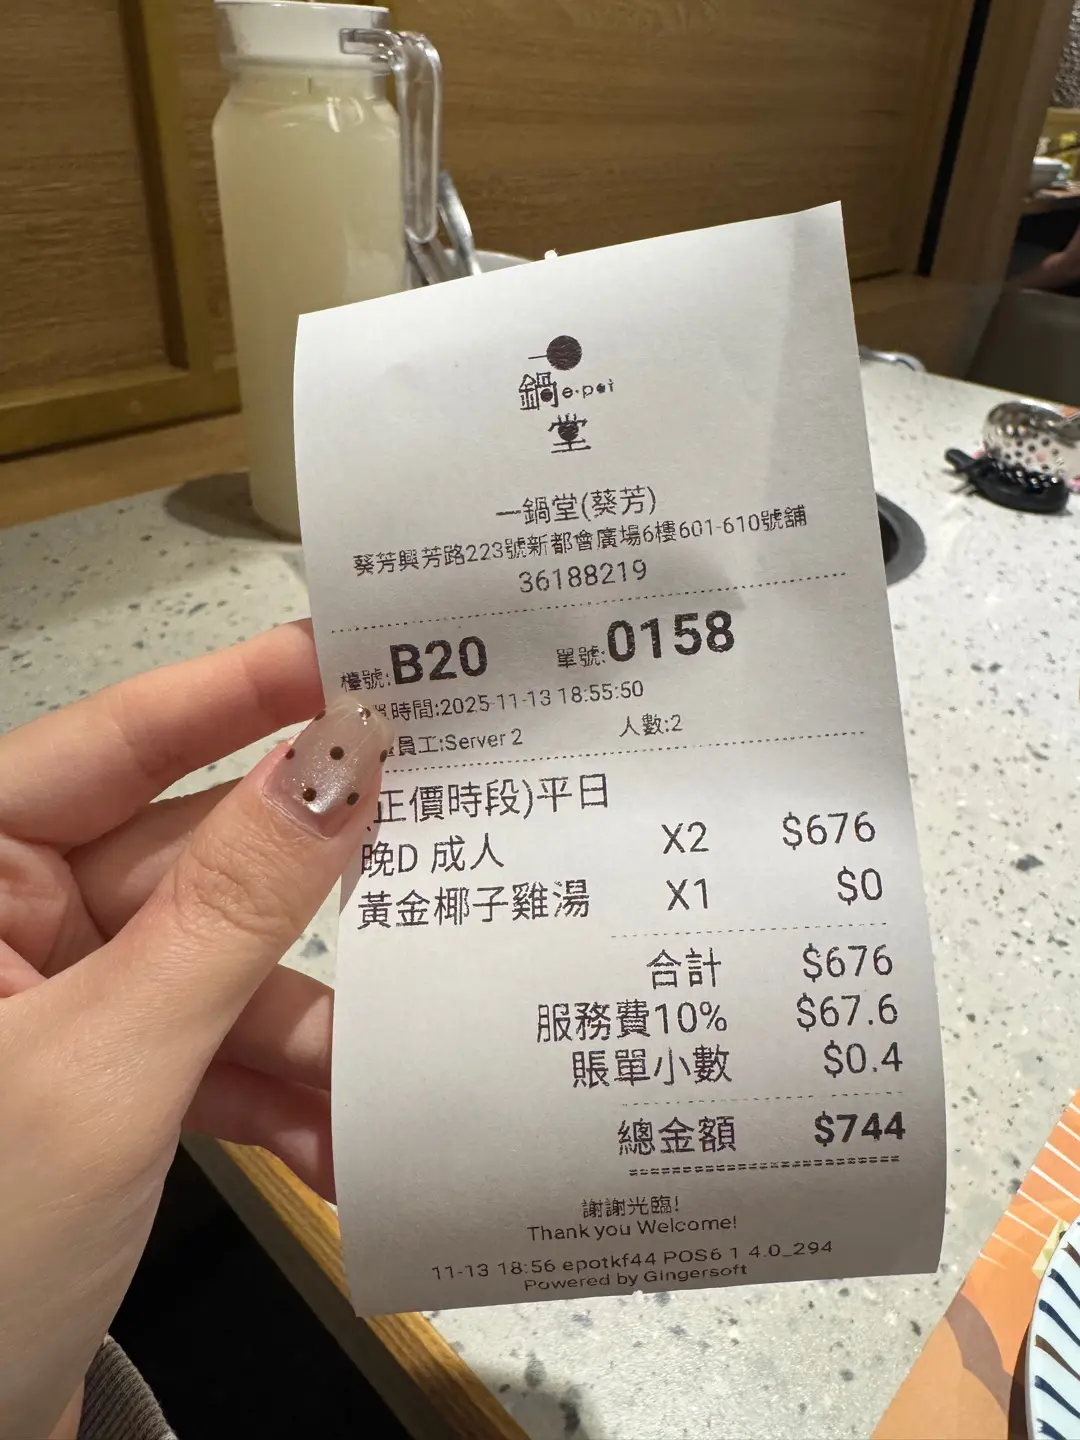 一
鍋e·pot
堂
一鍋堂(葵芳)
葵芳興芳路223號新都會廣場6樓601-610號舖
36188219
檯號:B20 單號:0158
時間:2025-11-13 18:55:50
員工:Server 2 人數:2
(正價時段)平日
晚D 成人 X2 $676
黃金椰子雞湯 X1 $0
合計 $676
服務費10% $67.6
賬單小數 $0.4
總金額 $744
謝謝光臨!
Thank you Welcome!
11-13 18:56 epotkf44 POS6 1 4.0_294
Powered by Gingersoft